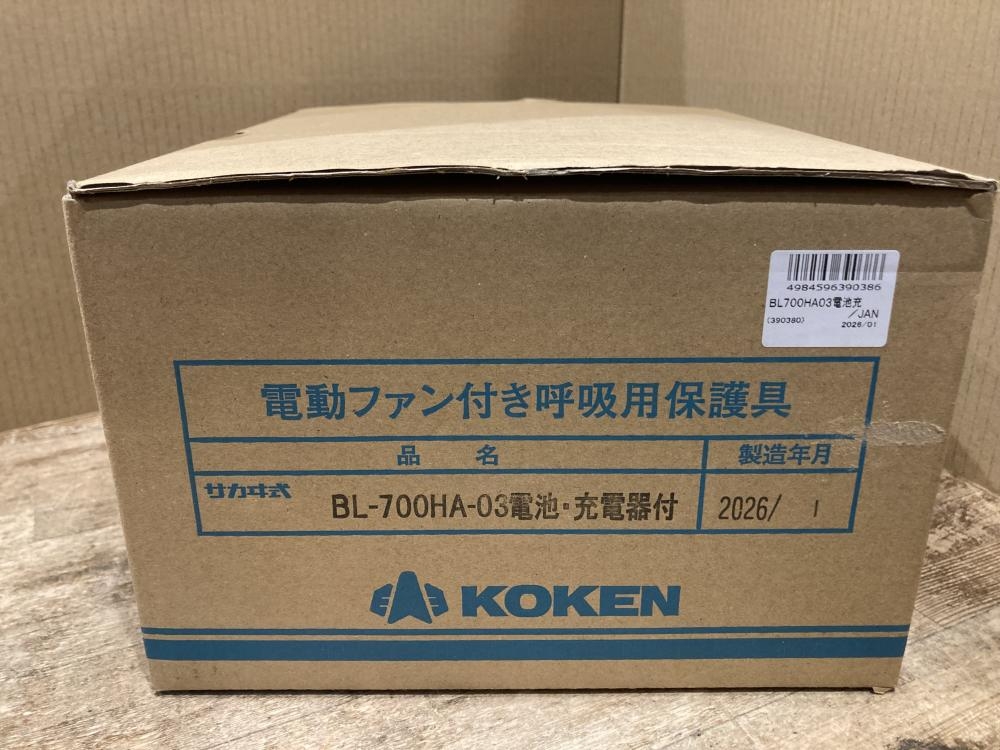 4984596390386
BL700HA03電池充
/JAN
(390380)
2026/01
電動ファン付き呼吸用保護具
品 名
製造年月
サカヰ式
BL-700HA-03電池・充電器付
2026/ 1
KOKEN